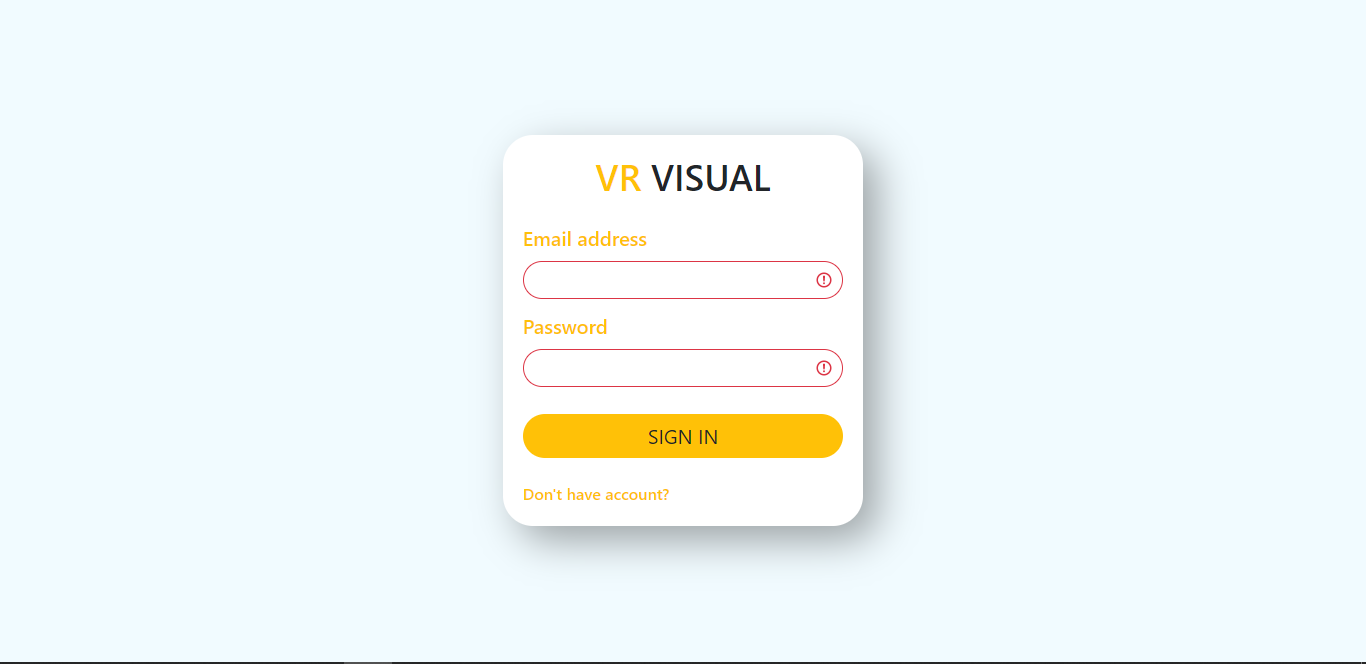 VR VISUAL
Email address
Password
SIGN IN
Don't have account?